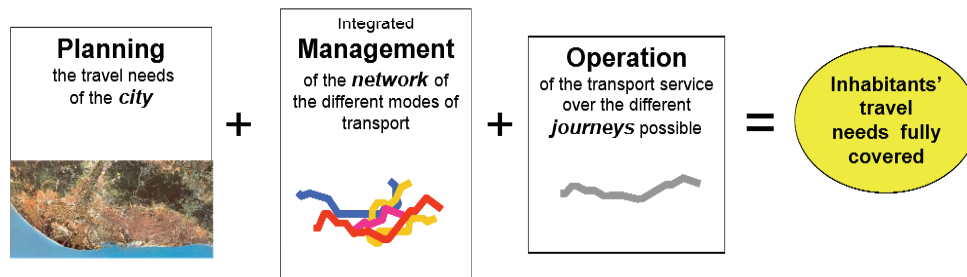 Planning
the travel needs
of the city
+
Integrated
Management
of the network of
the different modes of
transport
+
Operation
of the transport service
over the different
journeys possible
=
Inhabitants'
travel
needs fully
covered